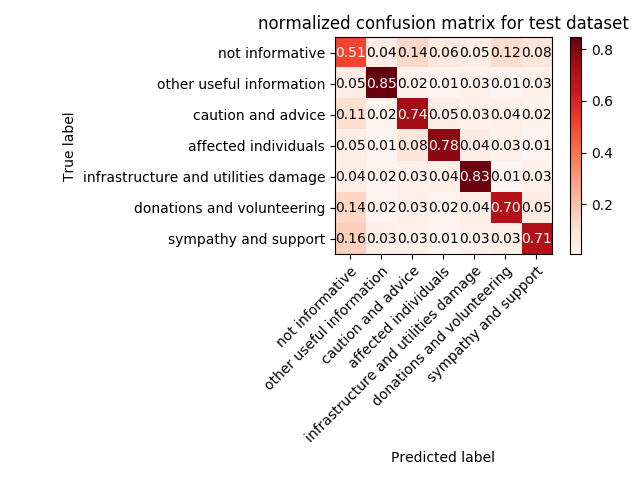 normalized confusion matrix for test dataset
not informative 0.51 0.04 0.14 0.06 0.05 0.12 0.08
other useful information 0.05 0.85 0.02 0.01 0.03 0.01 0.03
caution and advice 0.11 0.02 0.74 0.05 0.03 0.04 0.02
affected individuals 0.05 0.01 0.08 0.78 0.04 0.03 0.01
infrastructure and utilities damage 0.04 0.02 0.03 0.04 0.83 0.01 0.03
donations and volunteering 0.14 0.02 0.03 0.02 0.04 0.70 0.05
sympathy and support 0.16 0.03 0.03 0.01 0.03 0.03 0.71
True label
not informative
other useful information
caution and advice
affected individuals
infrastructure and utilities damage
donations and volunteering
sympathy and support
Predicted label
0.8
0.6
0.4
0.2